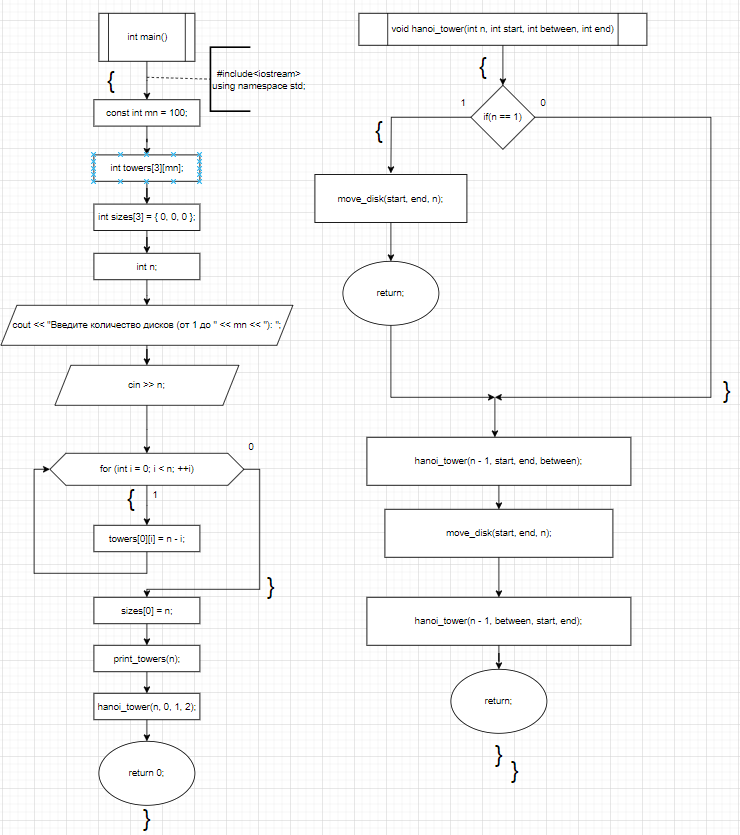 int main()
{
#include<iostream>
using namespace std;
const int mn = 100;
int towers[3][mn];
int sizes[3] = { 0, 0, 0 };
int n;
cout << "Введите количество дисков (от 1 до " << mn << "): ";
cin >> n;
for (int i = 0; i < n; ++i)
0
{
1
towers[0][i] = n - i;
}
sizes[0] = n;
print_towers(n);
hanoi_tower(n, 0, 1, 2);
return 0;
}
void hanoi_tower(int n, int start, int between, int end)
{
if(n == 1)
1
0
{
move_disk(start, end, n);
return;
}
hanoi_tower(n - 1, start, end, between);
move_disk(start, end, n);
hanoi_tower(n - 1, between, start, end);
return;
}
}